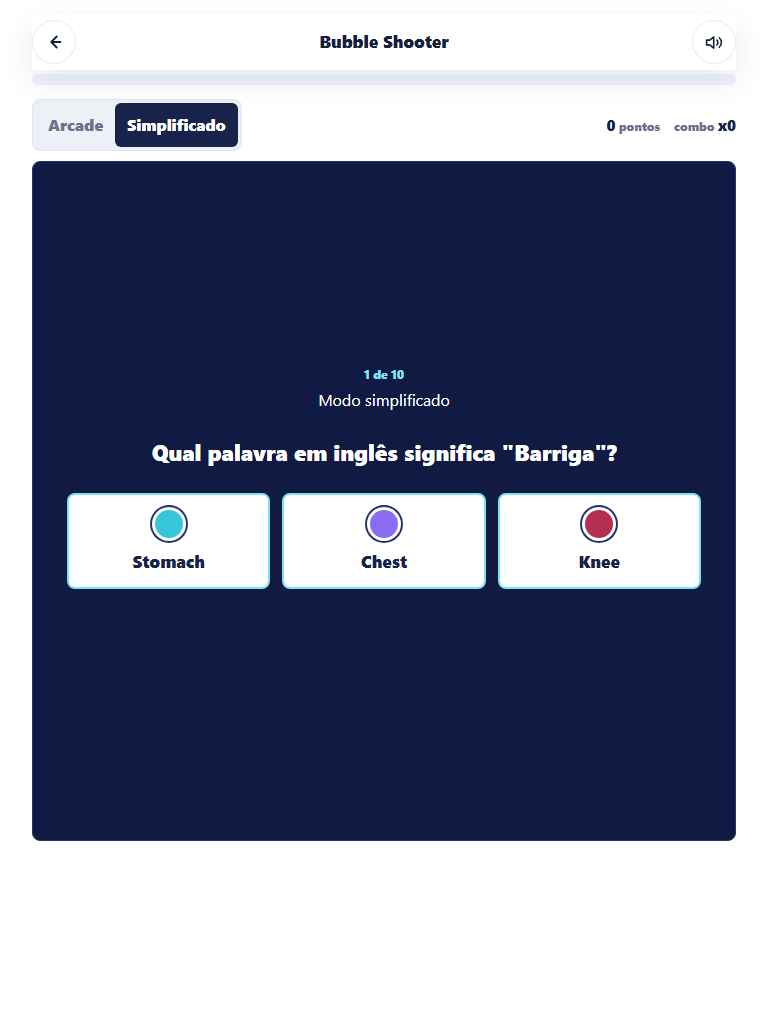 Bubble Shooter
Arcade Simplificado 0 pontos combo x0
1 de 10
Modo simplificado
Qual palavra em inglês significa "Barriga"?
Stomach Chest Knee